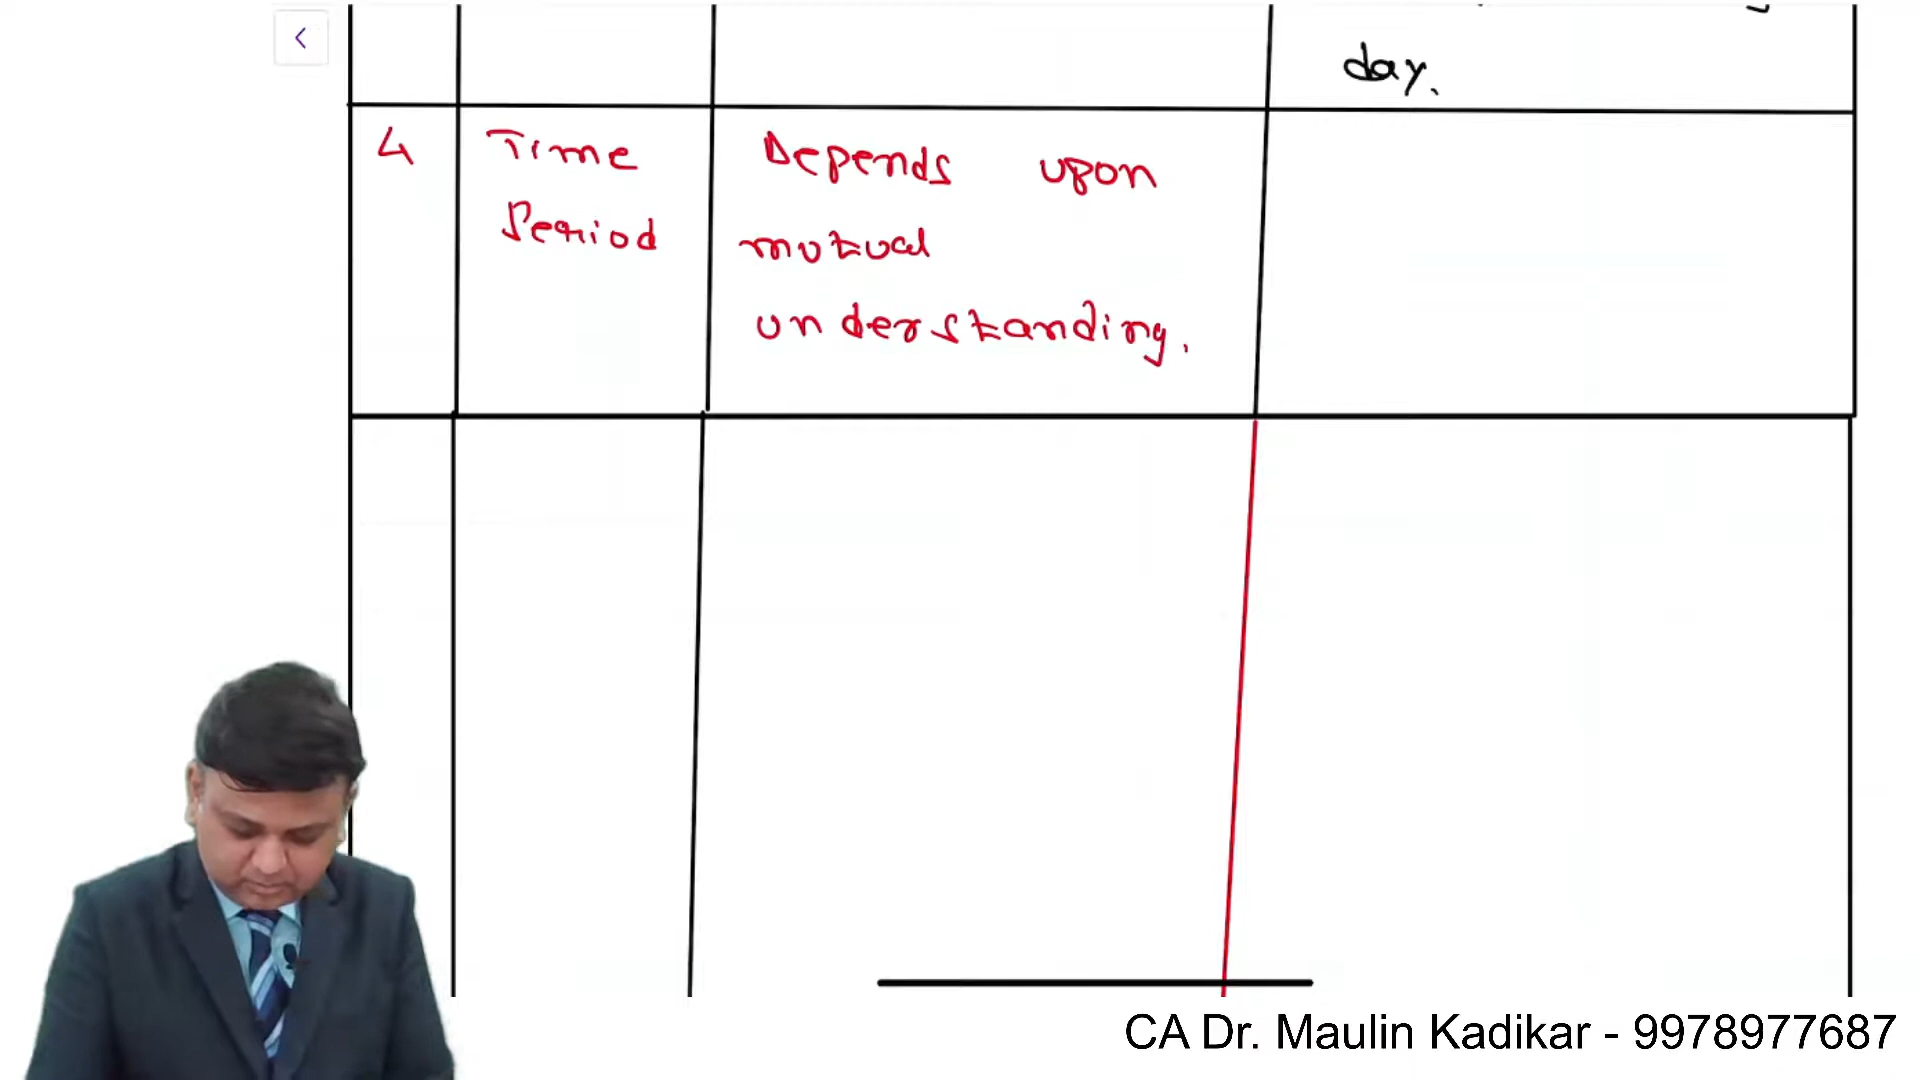 day.
4 Time Depends upon
Period mutual
understanding.
CA Dr. Maulin Kadikar - 9978977687